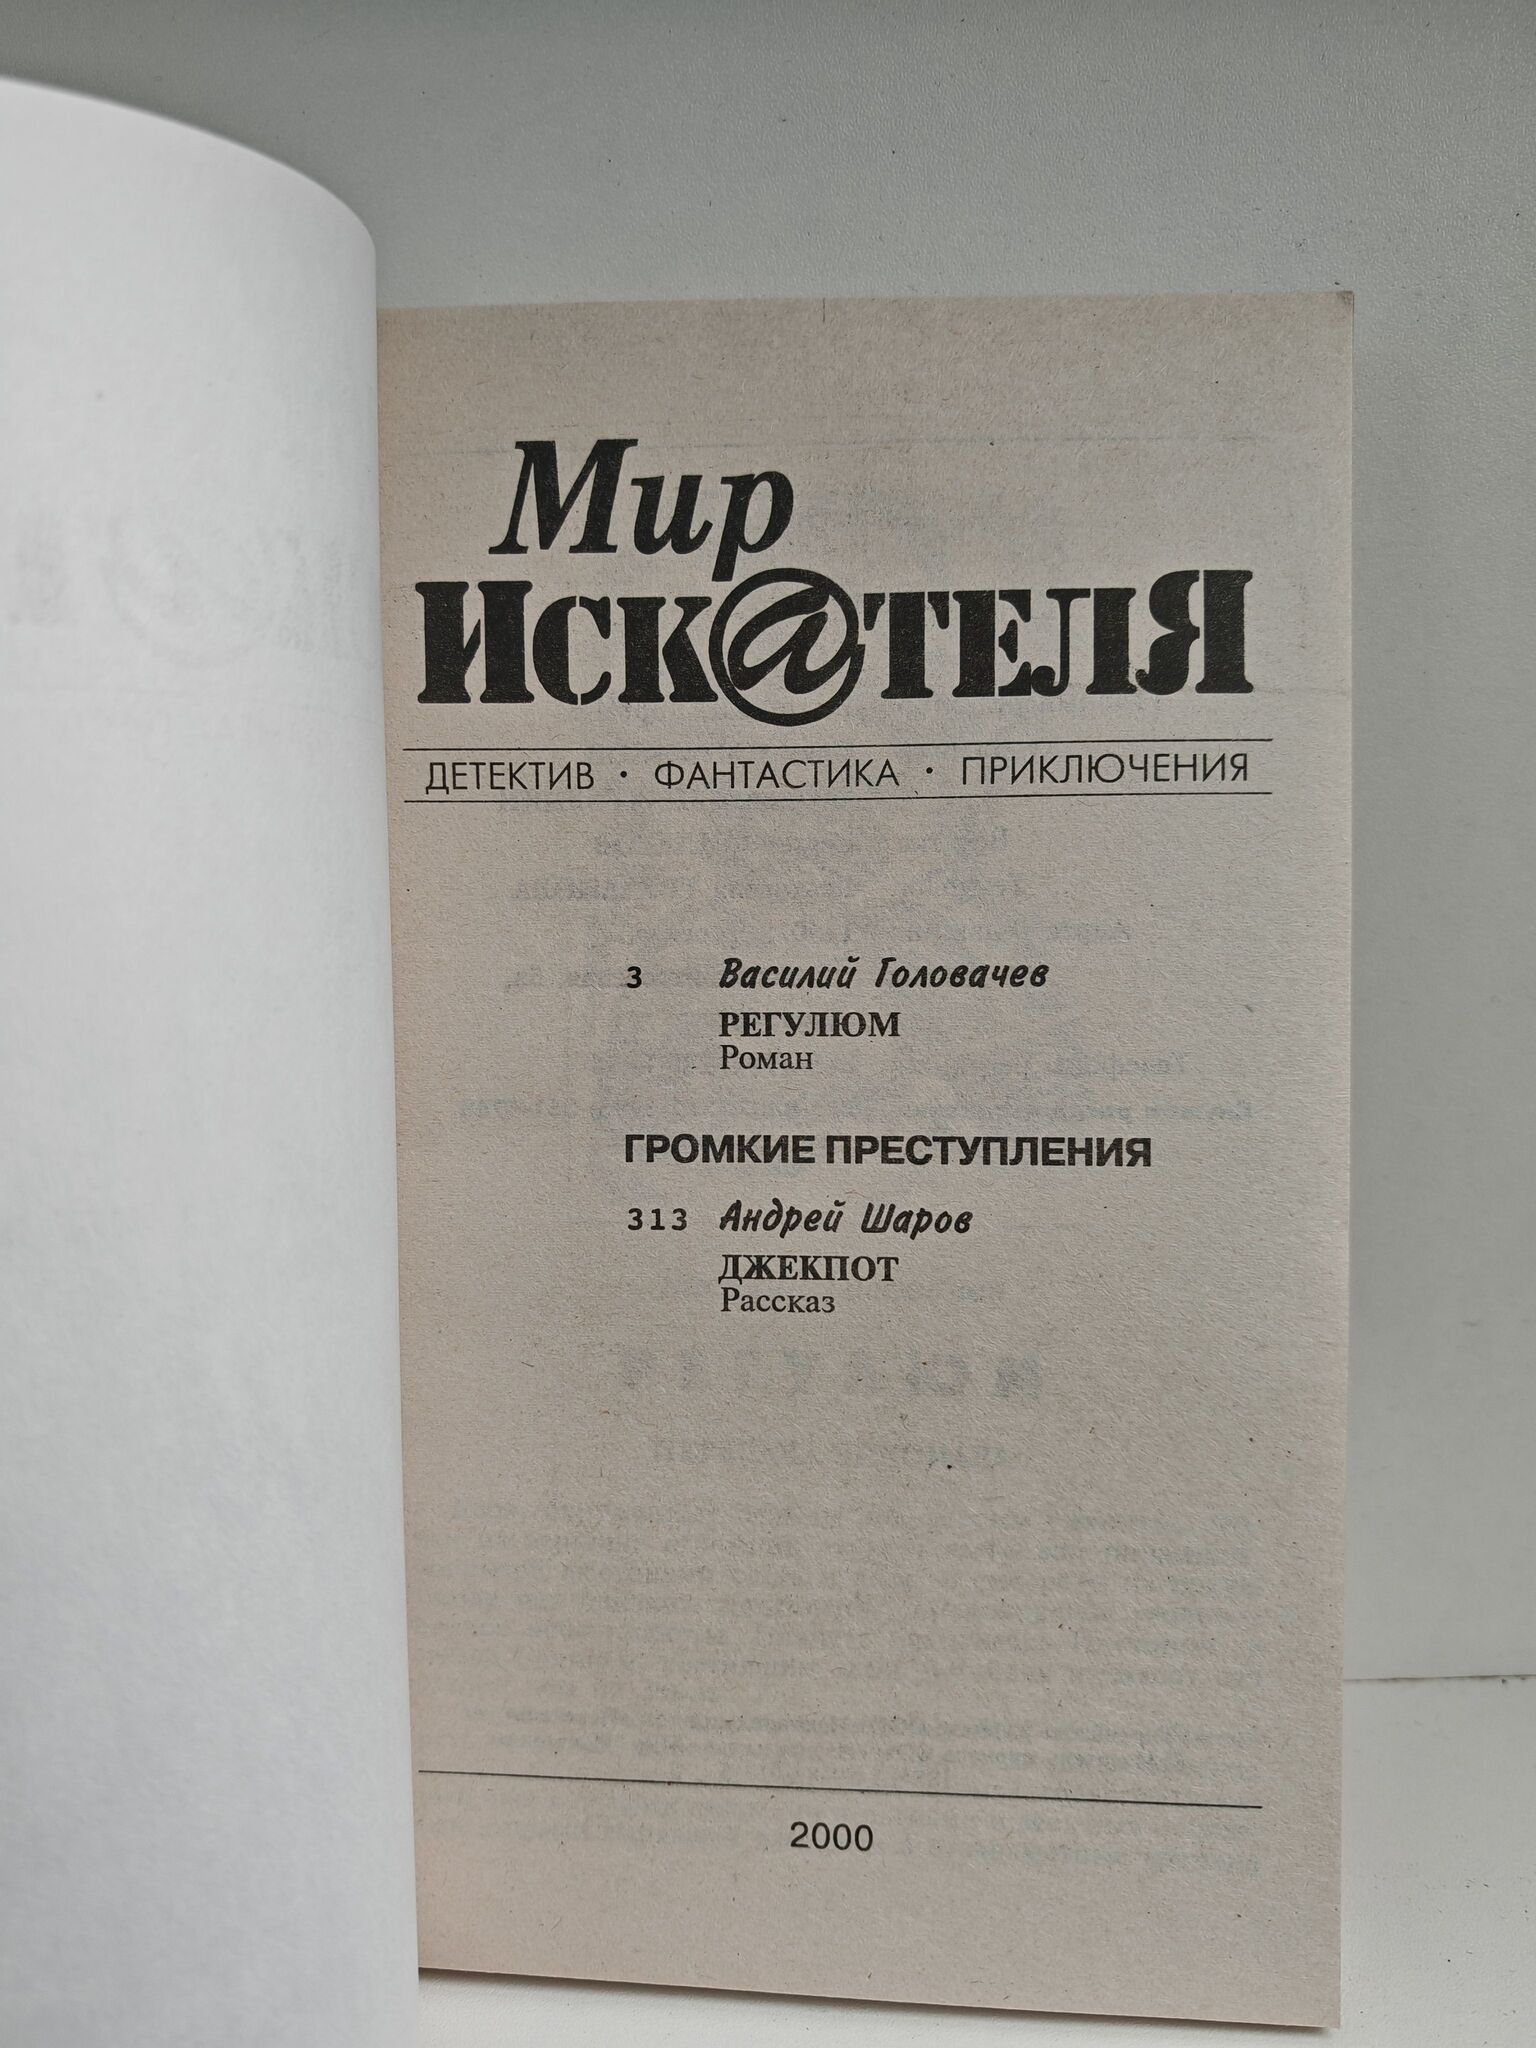 Мир
ИСК@ТЕЛЯ
ДЕТЕКТИВ · ФАНТАСТИКА · ПРИКЛЮЧЕНИЯ
3 Василий Головачев
РЕГУЛЮМ
Роман
ГРОМКИЕ ПРЕСТУПЛЕНИЯ
313 Андрей Шаров
ДЖЕКПОТ
Рассказ
2000